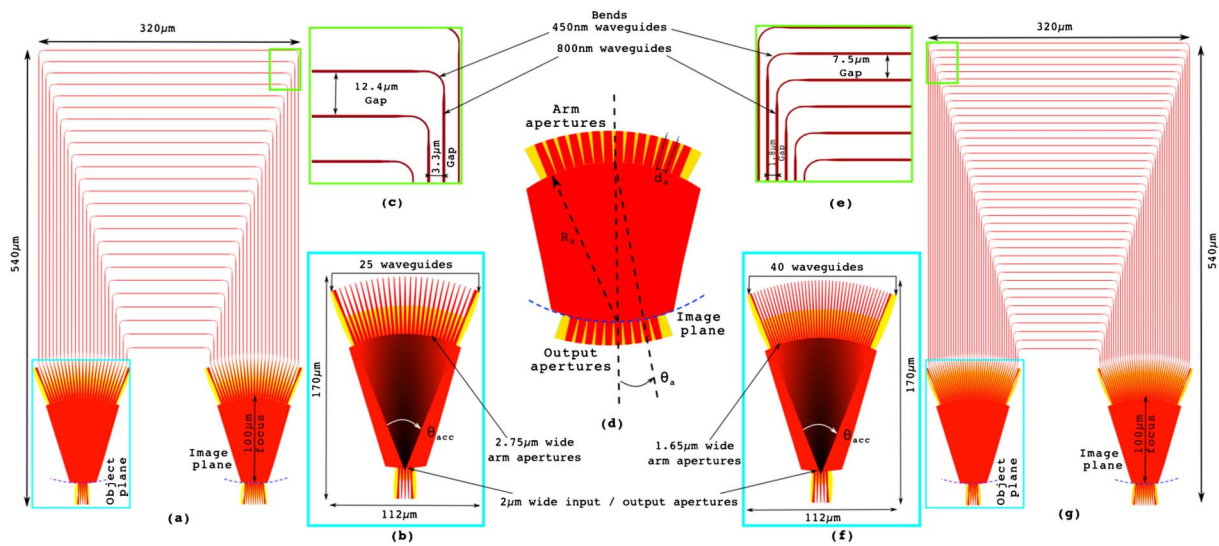 320µm
540µm
12.4µm
Gap
3.3µm
Gap
(c)
Bends
450nm waveguides
800nm waveguides
7.5µm
Gap
1.8µm
Gap
(e)
320µm
540µm
Arm
apertures
dₐ
Rₐ
Image
plane
Output
apertures
θₐ
(d)
100µm
focus
Image
plane
Object
plane
(a)
25 waveguides
170µm
θacc
2.75µm wide
arm apertures
2µm wide input / output apertures
112µm
(b)
40 waveguides
170µm
θacc
1.65µm wide
arm apertures
112µm
(f)
100µm
focus
Image
plane
Object
plane
(g)